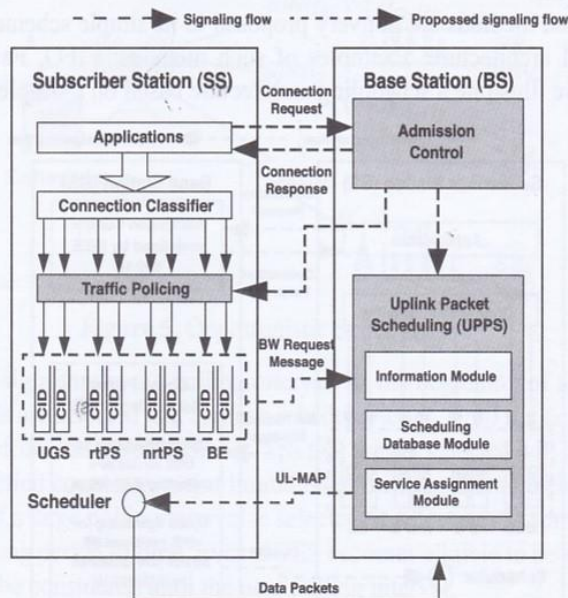 Signaling flow
Propossed signaling flow
Subscriber Station (SS)
Base Station (BS)
Connection
Request
Applications
Admission
Control
Connection
Response
Connection Classifier
Traffic Policing
Uplink Packet
Scheduling (UPPS)
BW Request
Message
Information Module
CID CID CID CID CID CID CID CID
Scheduling
Database Module
UGS rtPS nrtPS BE
Service Assignment
Module
UL-MAP
Scheduler
Data Packets